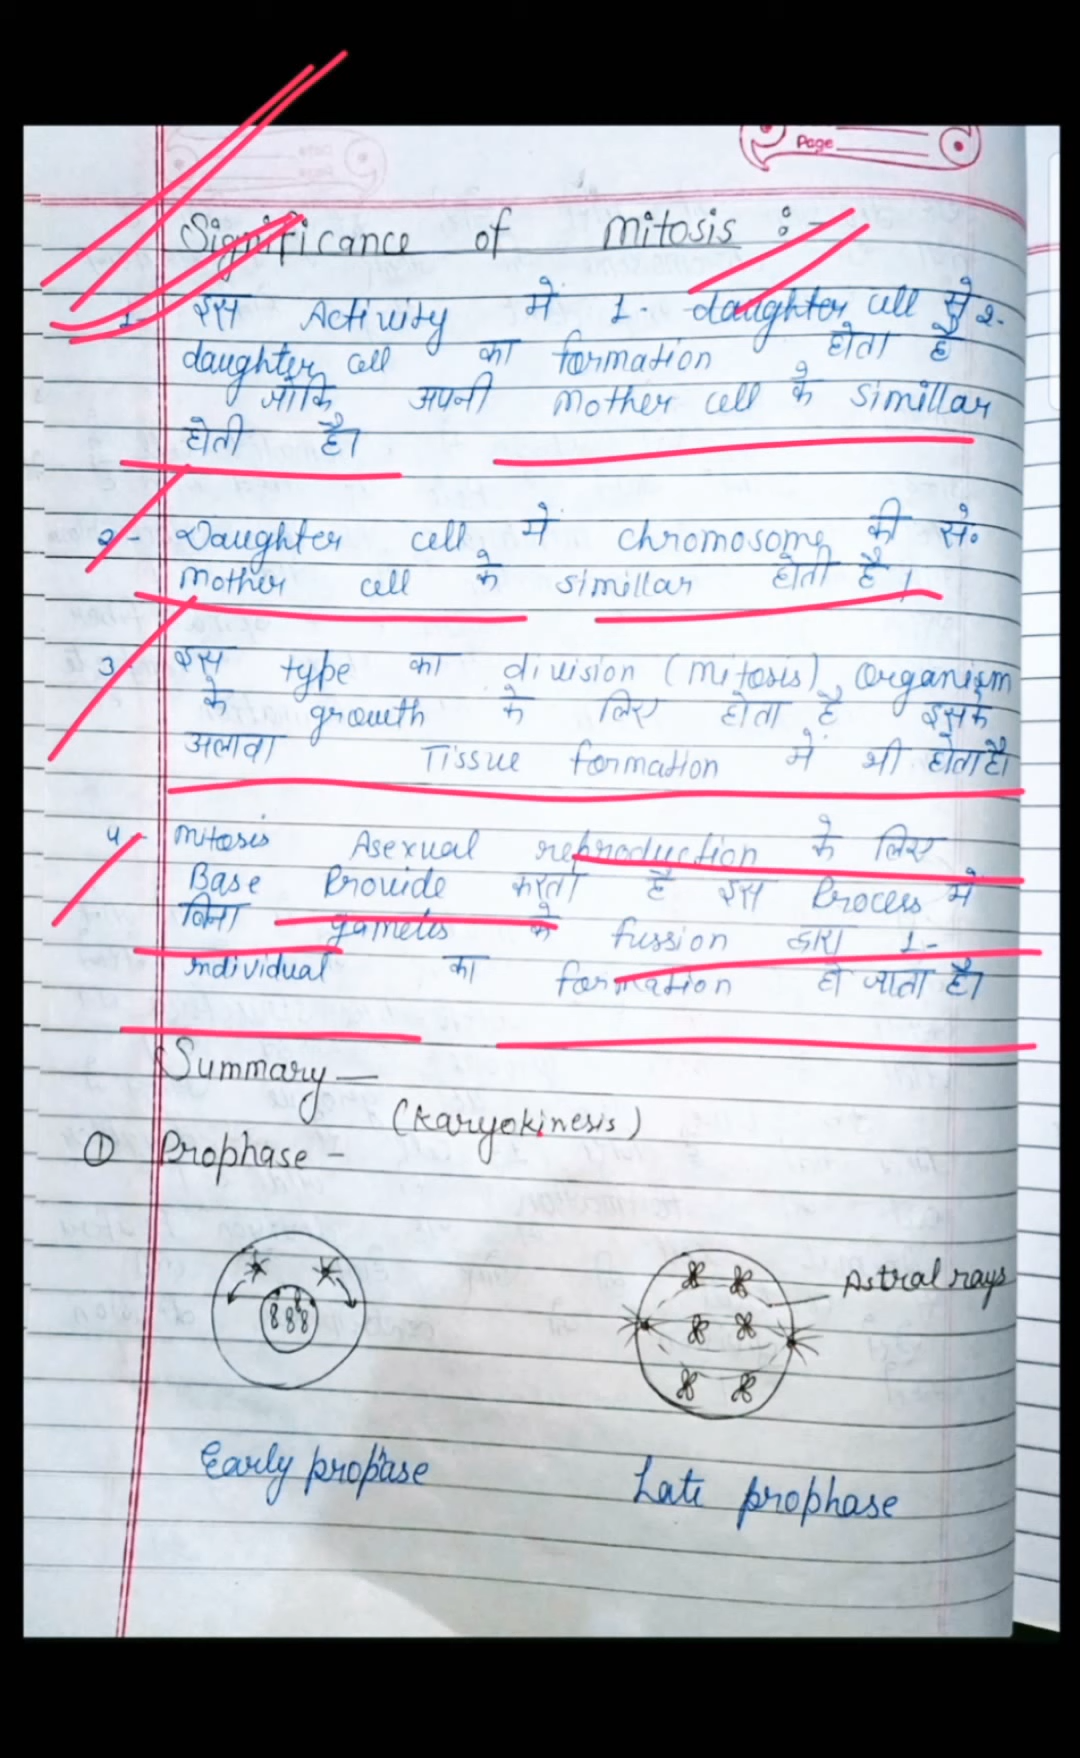 Page
Significance of mitosis :-
1- इस Activity में 1- daughter cell से 2-
daughter cell का formation होता है
जोकि अपनी mother cell के simillar
होती है।
2- Daughter cell में chromosome की सं०
mother cell के simillar होती है।
3- इस type का division (mitosis) organism
के growth के लिए होता है इसके
अलावा Tissue formation में भी होता है।
4- mitosis Asexual reproduction के लिए
Base Provide करता है इस Process में
बिना gametes के fussion द्वारा 1-
individual का formation हो जाता है।
Summary —
(Karyokinesis)
① Prophase -
Astral rays
Early propase
Late prophase